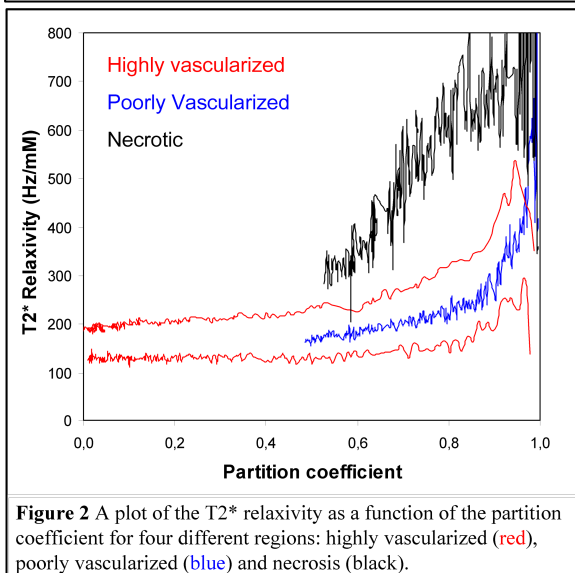 800
700
600
500
400
300
200
100
0
T2* Relaxivity (Hz/mM)
Highly vascularized
Poorly Vascularized
Necrotic
0,0 0,2 0,4 0,6 0,8 1,0
Partition coefficient
Figure 2 A plot of the T2* relaxivity as a function of the partition
coefficient for four different regions: highly vascularized (red),
poorly vascularized (blue) and necrosis (black).